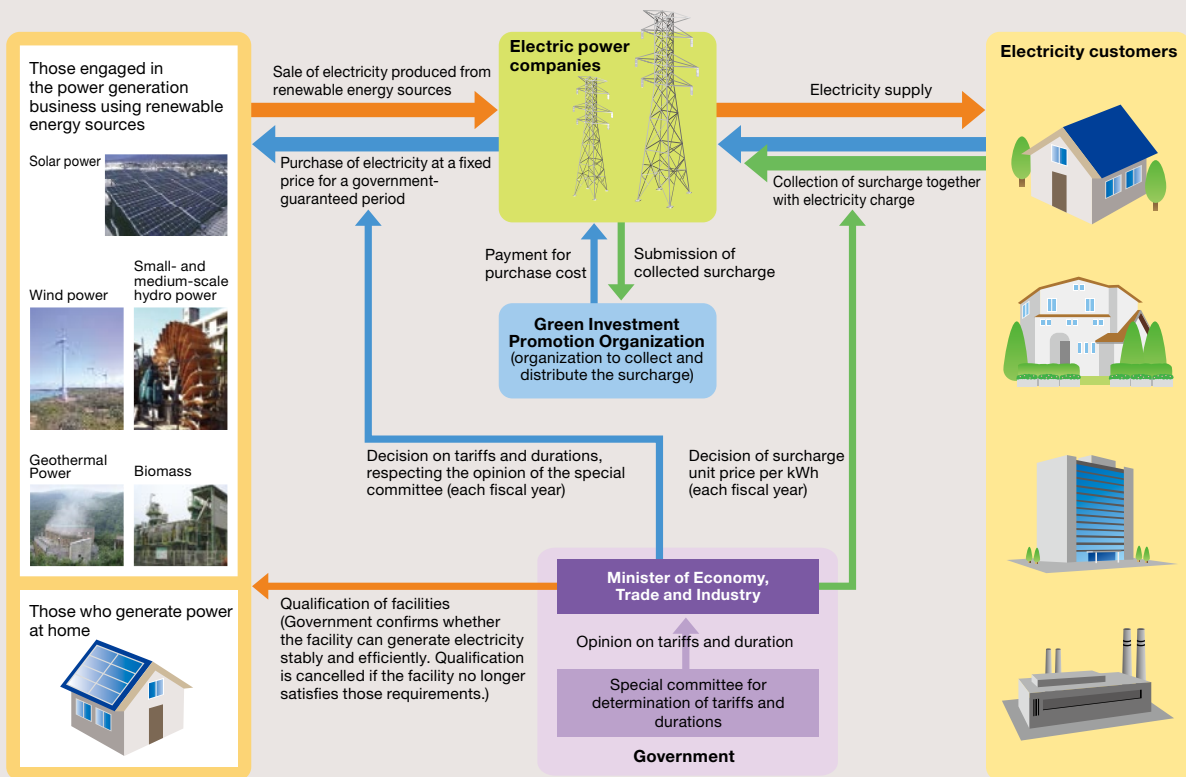 Those engaged in
the power generation
business using renewable
energy sources
Solar power
Wind power
Small- and
medium-scale
hydro power
Geothermal
Power
Biomass
Those who generate power
at home
Sale of electricity produced from
renewable energy sources
Purchase of electricity at a fixed
price for a government-
guaranteed period
Electric power
companies
Electricity supply
Collection of surcharge together
with electricity charge
Electricity customers
Payment for
purchase cost
Submission of
collected surcharge
Green Investment
Promotion Organization
(organization to collect and
distribute the surcharge)
Decision on tariffs and durations,
respecting the opinion of the special
committee (each fiscal year)
Decision of surcharge
unit price per kWh
(each fiscal year)
Qualification of facilities
(Government confirms whether
the facility can generate electricity
stably and efficiently. Qualification
is cancelled if the facility no longer
satisfies those requirements.)
Minister of Economy,
Trade and Industry
Opinion on tariffs and duration
Special committee for
determination of tariffs and
durations
Government